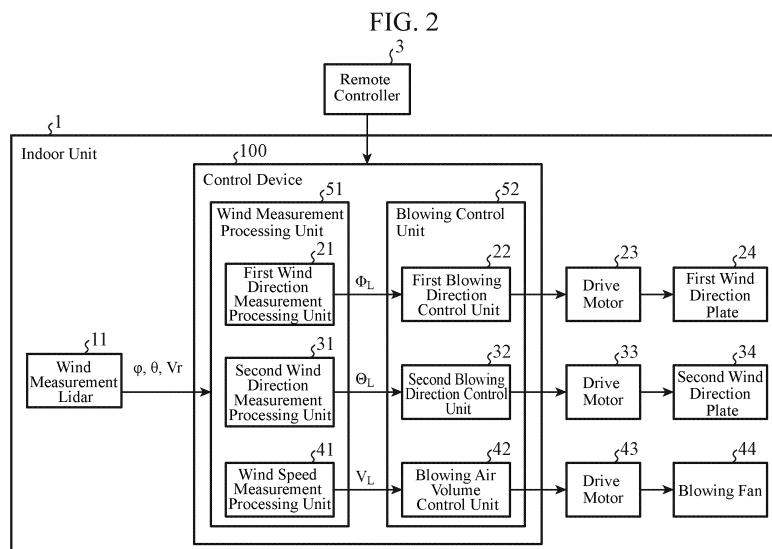 FIG. 2
3
Remote
Controller
1
Indoor Unit
100
Control Device
51
Wind Measurement
Processing Unit
52
Blowing Control
Unit
21
First Wind
Direction
Measurement
Processing Unit
ΦL
22
First Blowing
Direction
Control Unit
23
Drive
Motor
24
First Wind
Direction
Plate
11
Wind
Measurement
Lidar
φ, θ, Vr
31
Second Wind
Direction
Measurement
Processing Unit
ΘL
32
Second Blowing
Direction Control
Unit
33
Drive
Motor
34
Second Wind
Direction
Plate
41
Wind Speed
Measurement
Processing Unit
VL
42
Blowing Air
Volume
Control Unit
43
Drive
Motor
44
Blowing Fan